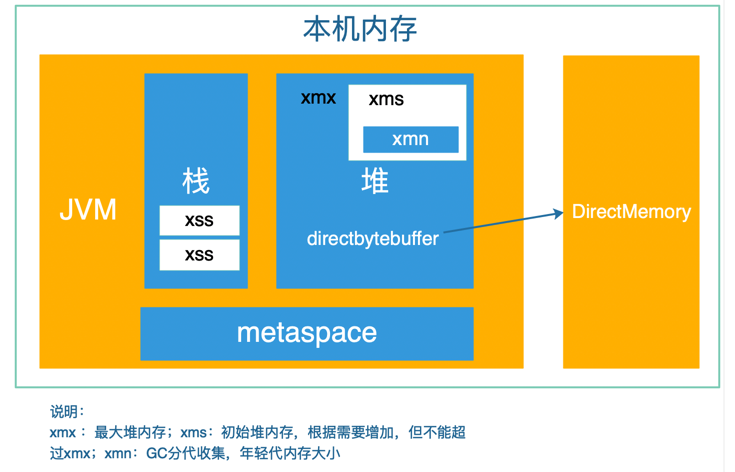 本机内存
xmx
xms
xmn
栈
堆
JVM
xss
xss
directbytebuffer
DirectMemory
metaspace
说明：
xmx ：最大堆内存；xms：初始堆内存，根据需要增加，但不能超
过xmx；xmn：GC分代收集，年轻代内存大小